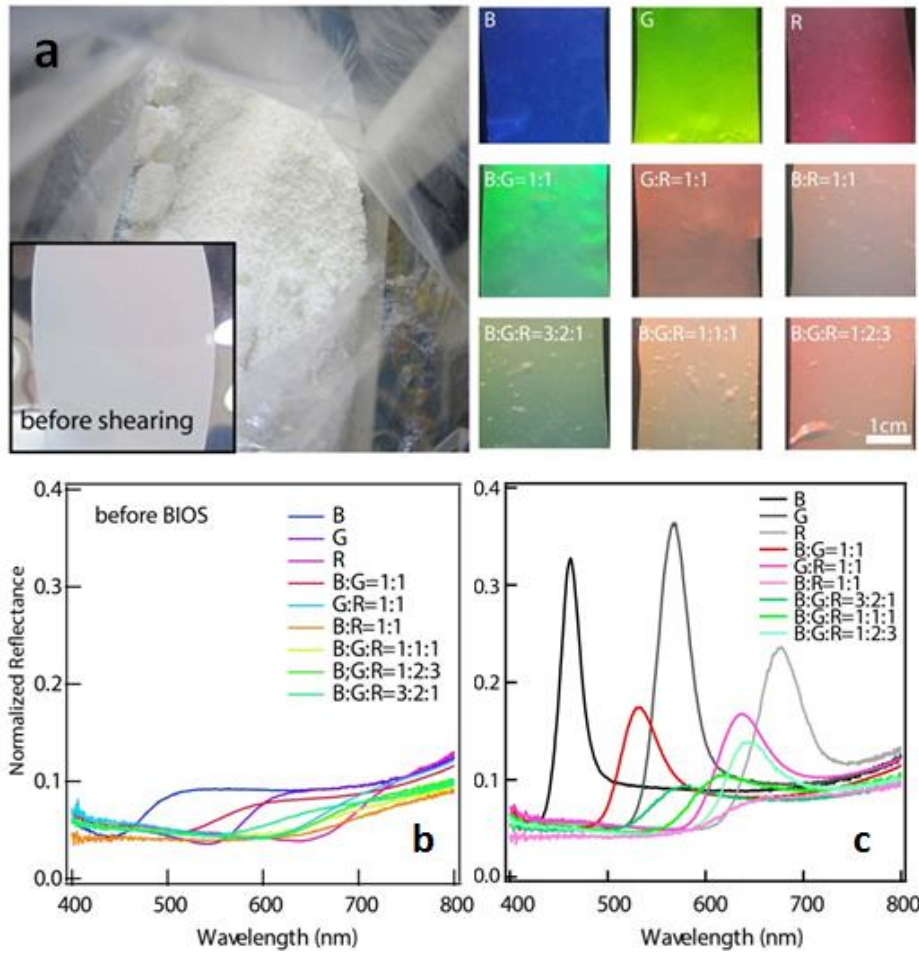 a
before shearing
B
G
R
B:G=1:1
G:R=1:1
B:R=1:1
B:G:R=3:2:1
B:G:R=1:1:1
B:G:R=1:2:3
1cm
0.4
0.3
0.2
0.1
0.0
Normalized Reflectance
before BIOS
B
G
R
B:G=1:1
G:R=1:1
B:R=1:1
B:G:R=1:1:1
B;G:R=1:2:3
B:G:R=3:2:1
b
400 500 600 700 800
Wavelength (nm)
0.4
0.3
0.2
0.1
0.0
B
G
R
B:G=1:1
G:R=1:1
B:R=1:1
B:G:R=3:2:1
B:G:R=1:1:1
B:G:R=1:2:3
c
400 500 600 700 800
Wavelength (nm)